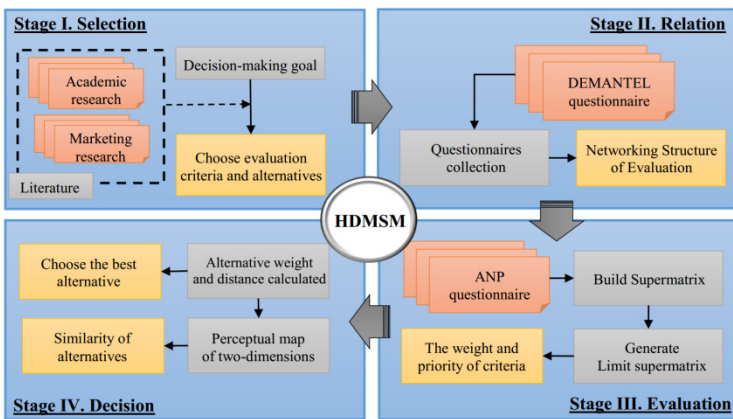 Stage I. Selection
Academic
research
Marketing
research
Literature
Decision-making goal
Choose evaluation
criteria and alternatives
Stage II. Relation
DEMANTEL
questionnaire
Questionnaires
collection
Networking Structure
of Evaluation
HDMSM
ANP
questionnaire
Build Supermatrix
Generate
Limit supermatrix
The weight and
priority of criteria
Stage III. Evaluation
Choose the best
alternative
Alternative weight
and distance calculated
Similarity of
alternatives
Perceptual map
of two-dimensions
Stage IV. Decision